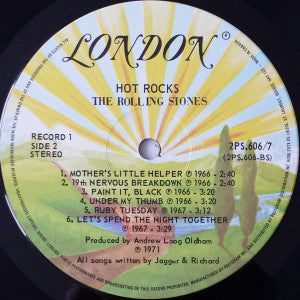 LONDON®
HOT ROCKS
THE ROLLING STONES
RECORD 1
SIDE 2
STEREO
2PS.606/7
(2PS.606-BS)
1. MOTHER'S LITTLE HELPER ℗ 1966 - 2:40
2. 19th NERVOUS BREAKDOWN ℗ 1966 - 3:50
3. PAINT IT, BLACK ℗ 1966 - 3:20
4. UNDER MY THUMB ℗ 1966 - 3:20
5. RUBY TUESDAY ℗ 1967 - 3:12
6. LET'S SPEND THE NIGHT TOGETHER
℗ 1967 - 3:29
Produced by Andrew Loog Oldham
℗ 1971
All songs written by Jagger & Richard